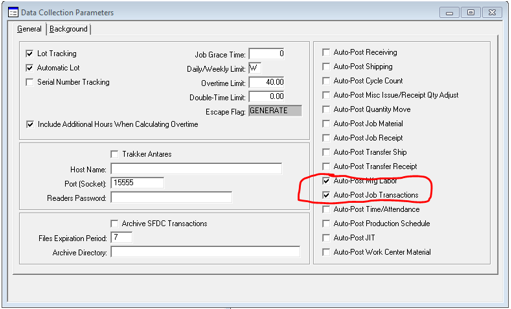 Data Collection Parameters
General
Background
Lot Tracking
Automatic Lot
Serial Number Tracking
Job Grace Time: 0
Daily/Weekly Limit: W
Overtime Limit: 40.00
Double-Time Limit: 0.00
Escape Flag: GENERATE
Include Additional Hours When Calculating Overtime
Trakker Antares
Host Name:
Port (Socket): 15555
Readers Password:
Archive SFDC Transactions
Files Expiration Period: 7
Archive Directory:
Auto-Post Receiving
Auto-Post Shipping
Auto-Post Cycle Count
Auto-Post Misc Issue/Receipt Qty Adjust
Auto-Post Quantity Move
Auto-Post Job Material
Auto-Post Job Receipt
Auto-Post Transfer Ship
Auto-Post Transfer Receipt
Auto-Post Mfg Labor
Auto-Post Job Transactions
Auto-Post Time/Attendance
Auto-Post Production Schedule
Auto-Post JIT
Auto-Post Work Center Material